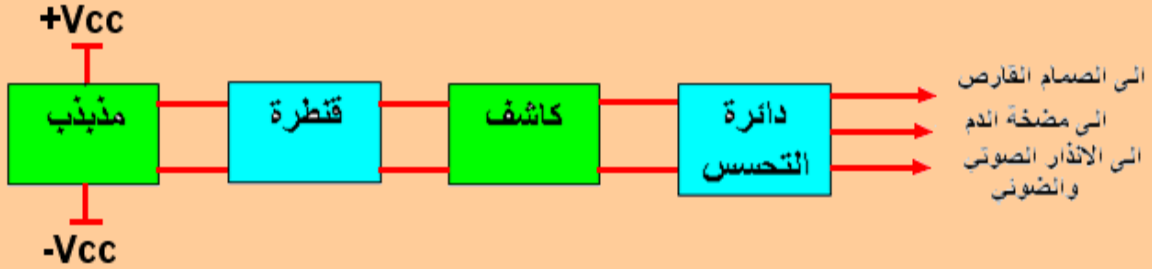 +Vcc
مذبذب
قنطرة
كاشف
دائرة
التحسس
الى الصمام القارص
الى مضخة الدم
الى الانذار الصوتي
والضوئي
-Vcc